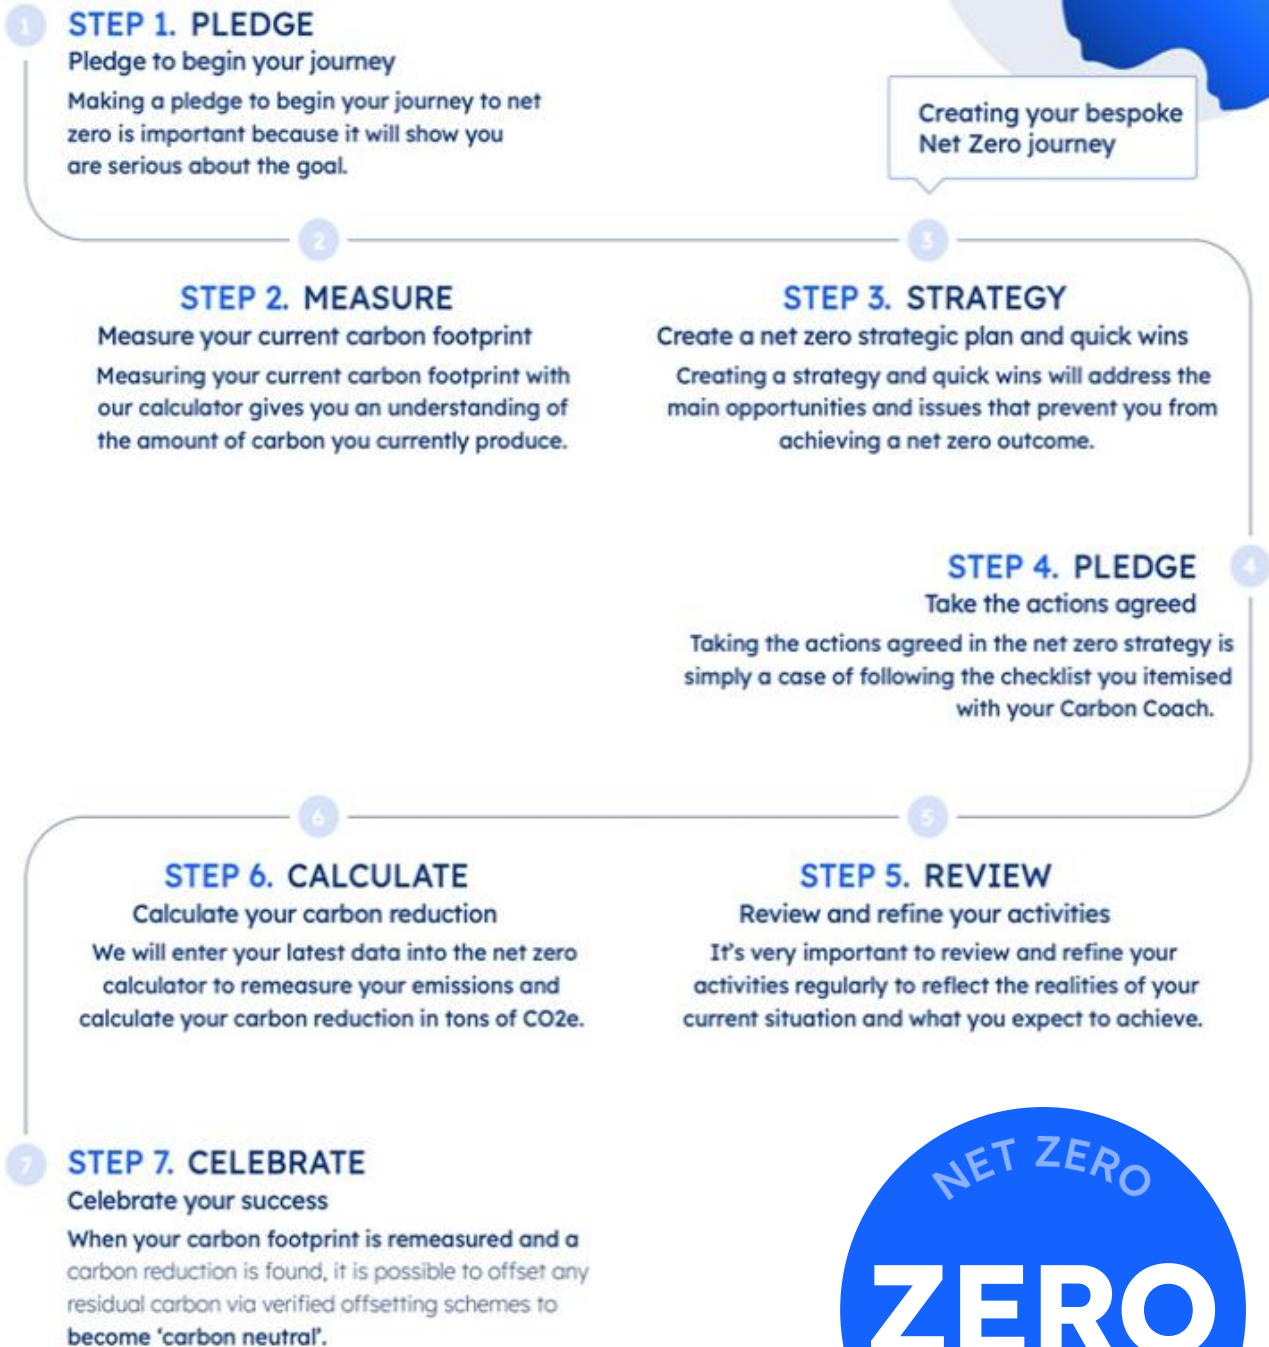 1
STEP 1. PLEDGE
Pledge to begin your journey
Making a pledge to begin your journey to net
zero is important because it will show you
are serious about the goal.
Creating your bespoke
Net Zero journey
2
STEP 2. MEASURE
Measure your current carbon footprint
Measuring your current carbon footprint with
our calculator gives you an understanding of
the amount of carbon you currently produce.
3
STEP 3. STRATEGY
Create a net zero strategic plan and quick wins
Creating a strategy and quick wins will address the
main opportunities and issues that prevent you from
achieving a net zero outcome.
4
STEP 4. PLEDGE
Take the actions agreed
Taking the actions agreed in the net zero strategy is
simply a case of following the checklist you itemised
with your Carbon Coach.
5
STEP 5. REVIEW
Review and refine your activities
It's very important to review and refine your
activities regularly to reflect the realities of your
current situation and what you expect to achieve.
6
STEP 6. CALCULATE
Calculate your carbon reduction
We will enter your latest data into the net zero
calculator to remeasure your emissions and
calculate your carbon reduction in tons of CO2e.
7
STEP 7. CELEBRATE
Celebrate your success
When your carbon footprint is remeasured and a
carbon reduction is found, it is possible to offset any
residual carbon via verified offsetting schemes to
become 'carbon neutral'.
NET ZERO
ZERO